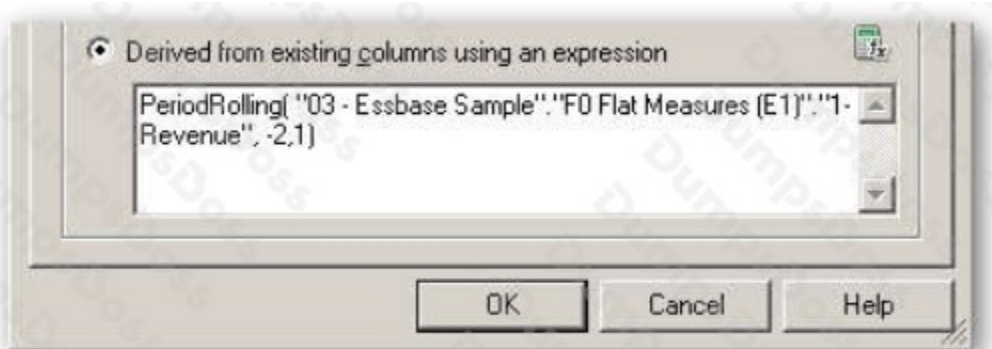 Derived from existing columns using an expression
PeriodRolling( "03 - Essbase Sample"."F0 Flat Measures (E1)"."1-
Revenue", -2,1)
OK Cancel Help
DumpsDoss